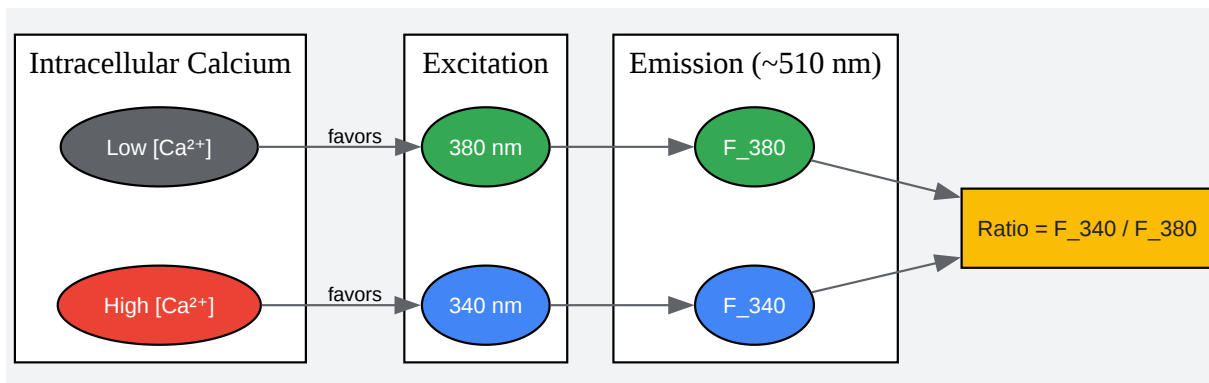 Intracellular Calcium
Excitation
Emission (~510 nm)
Low [Ca²⁺]
favors
380 nm
F_380
Ratio = F_340 / F_380
High [Ca²⁺]
favors
340 nm
F_340